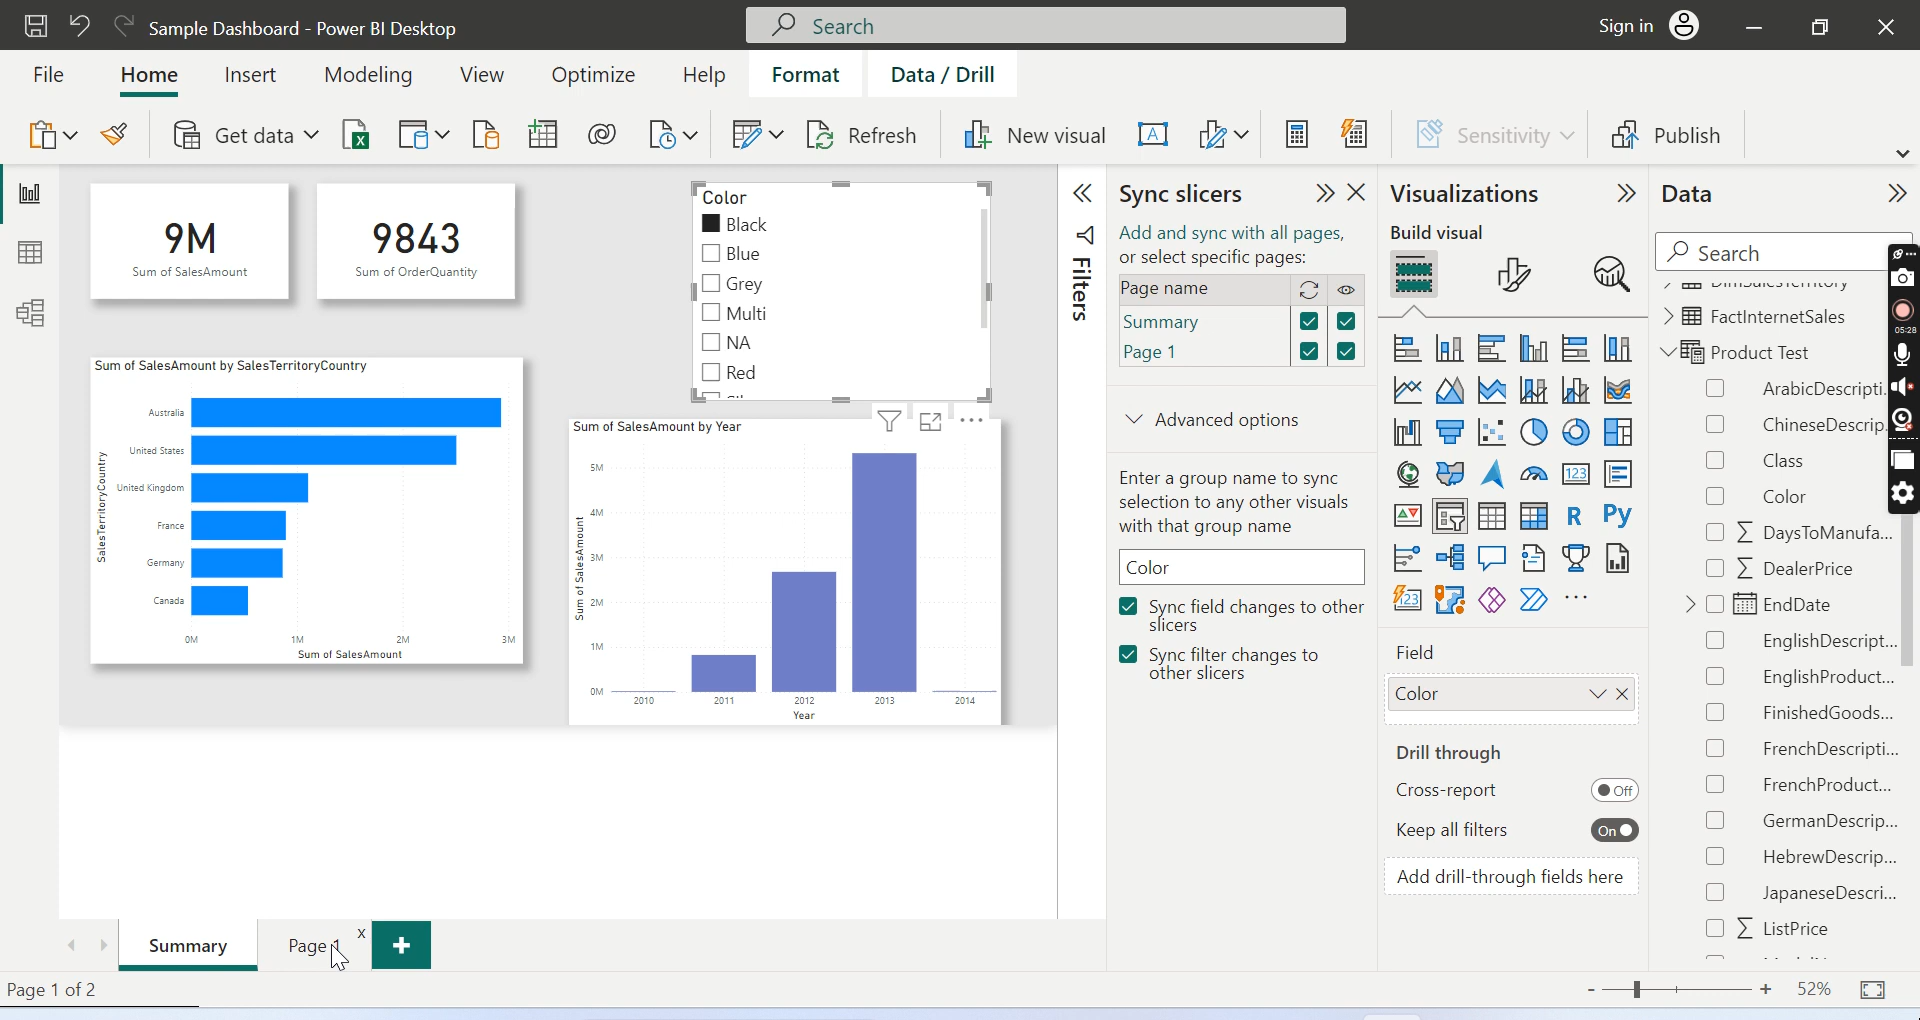 Sample Dashboard - Power BI Desktop
Search
Sign in
File
Home
Insert
Modeling
View
Optimize
Help
Format
Data / Drill
Get data
Refresh
New visual
Sensitivity
Publish
9M
Sum of SalesAmount
9843
Sum of OrderQuantity
Color
Black
Blue
Grey
Multi
NA
Red
Sum of SalesAmount by SalesTerritoryCountry
SalesTerritoryCountry
Australia
United States
United Kingdom
France
Germany
Canada
0M
1M
2M
3M
Sum of SalesAmount
Sum of SalesAmount by Year
Sum of SalesAmount
5M
4M
3M
2M
1M
0M
2010
2011
2012
2013
2014
Year
Filters
Sync slicers
Add and sync with all pages,
or select specific pages:
Page name
Summary
Page 1
Advanced options
Enter a group name to sync
selection to any other visuals
with that group name
Color
Sync field changes to other
slicers
Sync filter changes to
other slicers
Visualizations
Build visual
123
R
Py
123
Field
Color
Drill through
Cross-report
Off
Keep all filters
On
Add drill-through fields here
Data
Search
FactInternetSales
Product Test
ArabicDescripti...
ChineseDescrip...
Class
Color
DaysToManufa...
DealerPrice
EndDate
EnglishDescript...
EnglishProduct...
FinishedGoods...
FrenchDescripti...
FrenchProduct...
GermanDescrip...
HebrewDescrip...
JapaneseDescri...
ListPrice
05:28
Summary
Page 1
x
+
Page 1 of 2
- + 52%